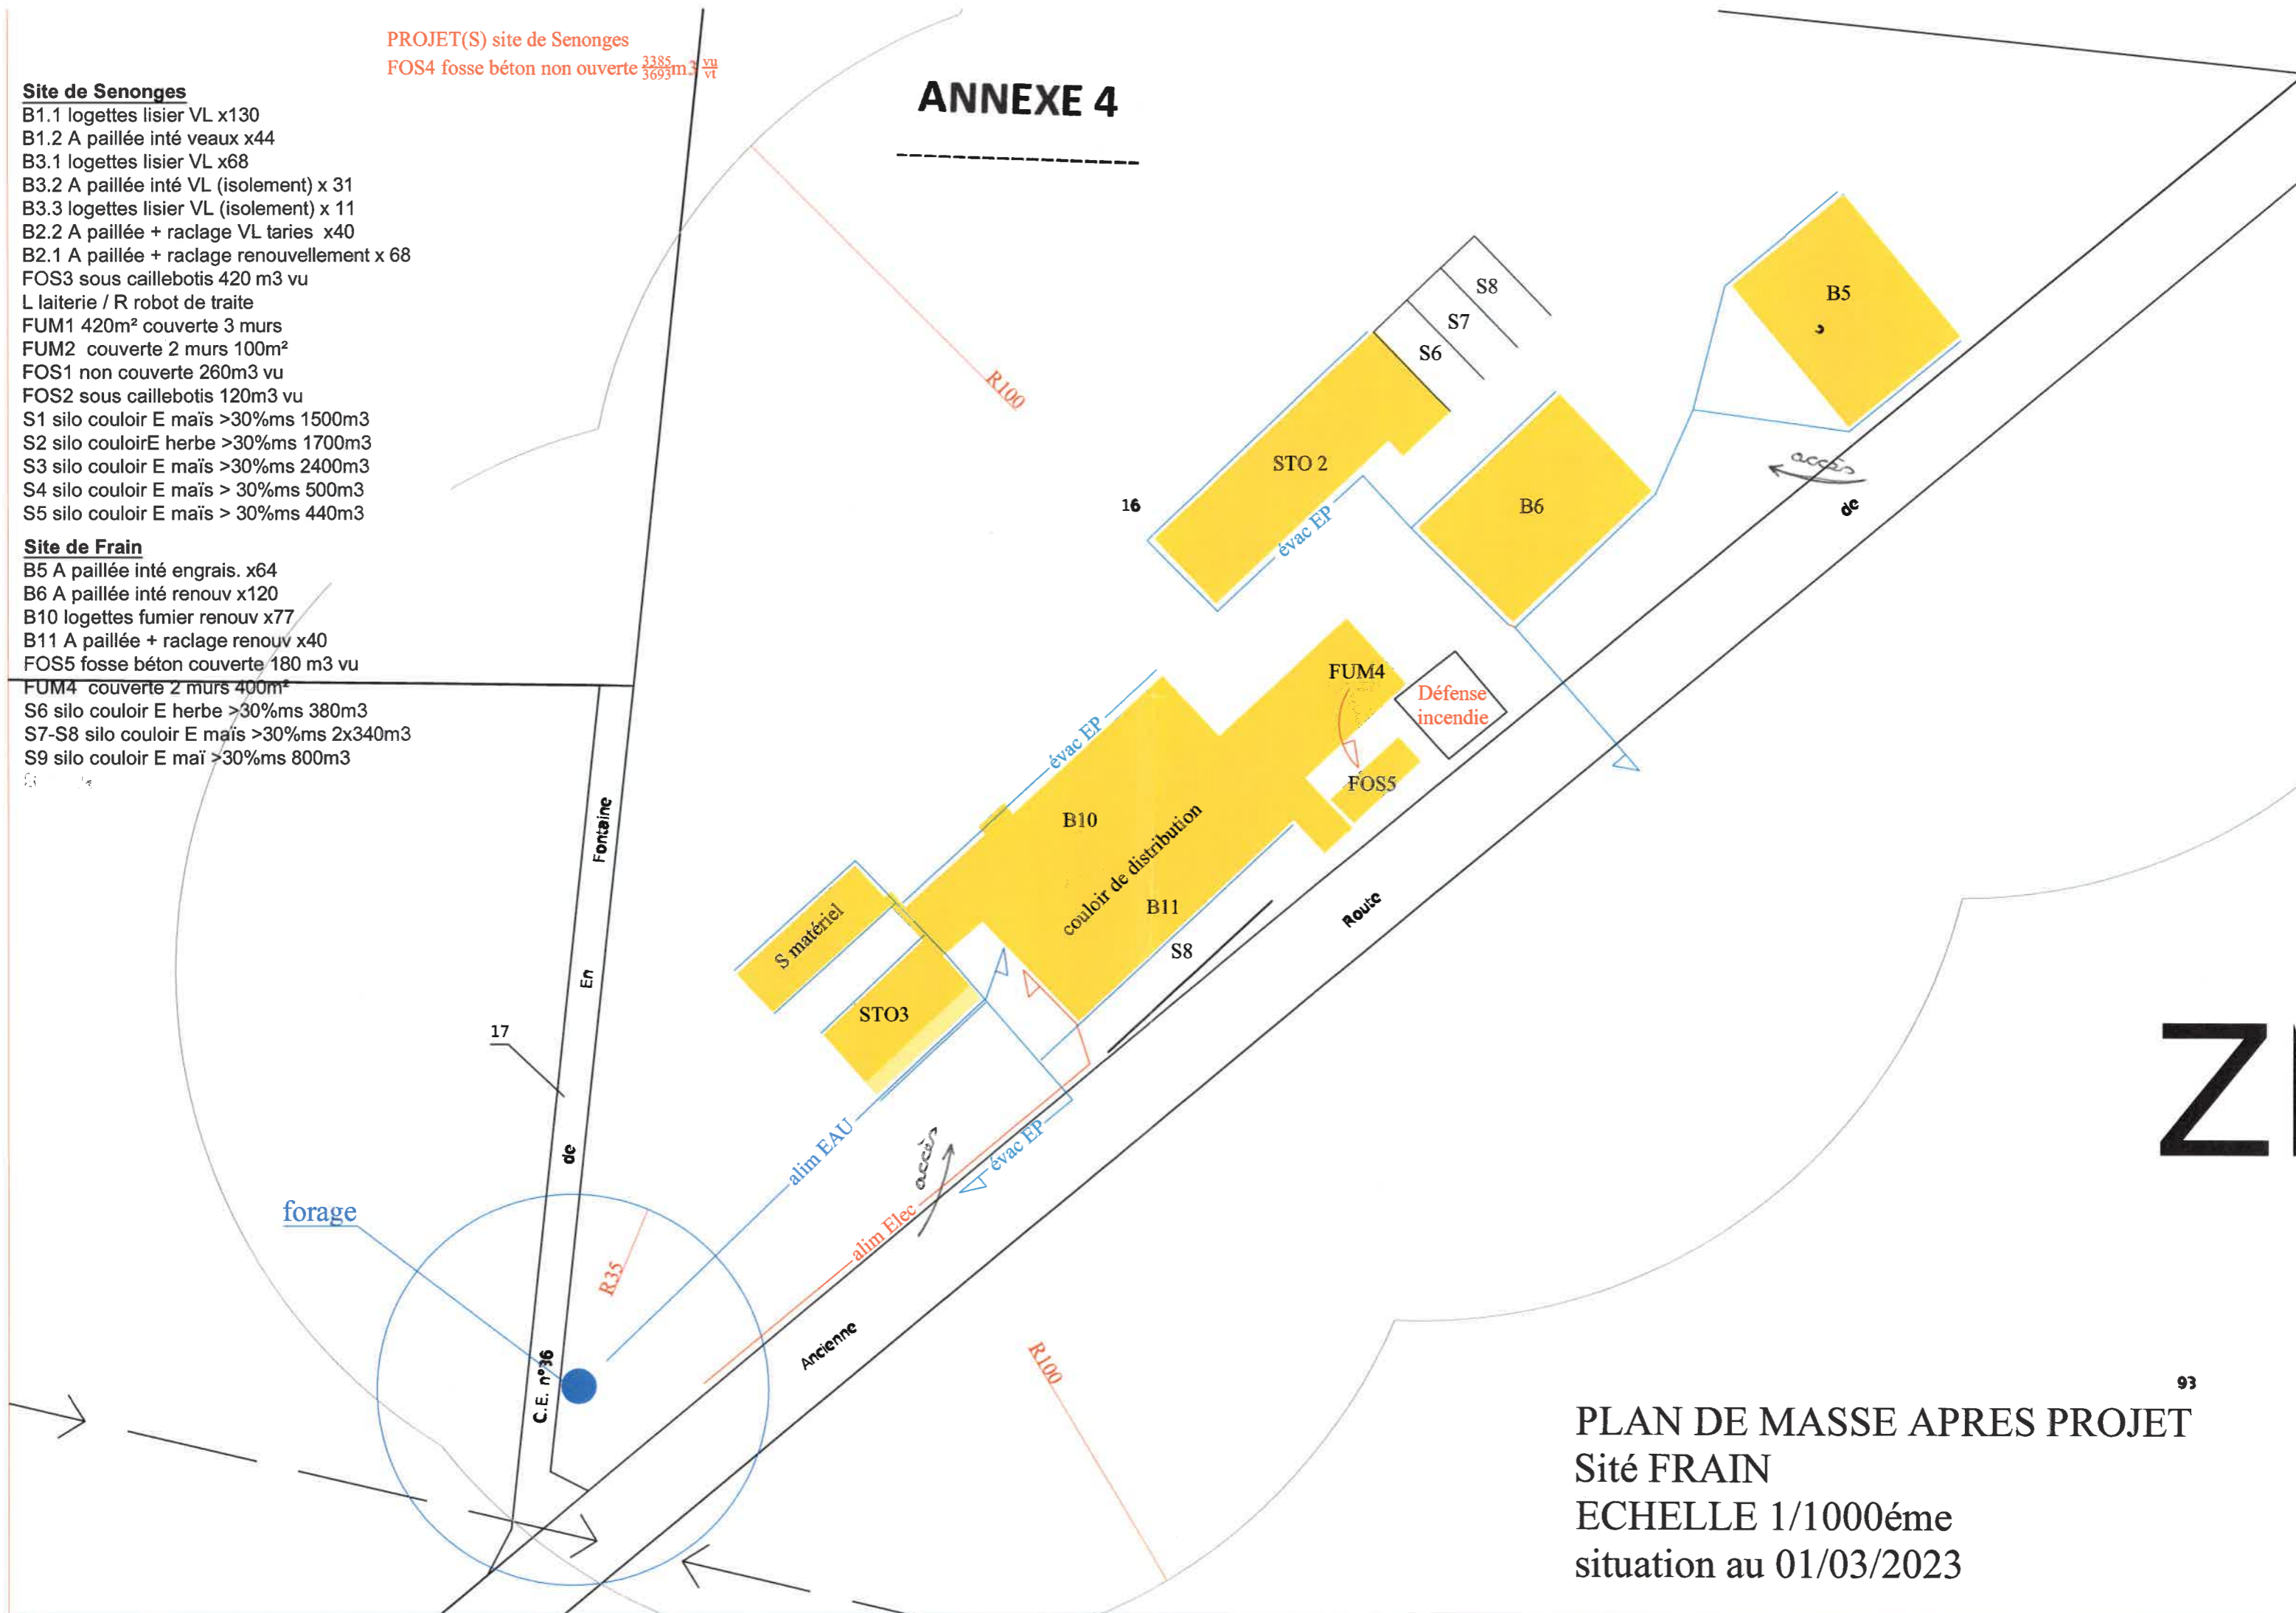 PROJET(S) site de Senonges
FOS4 fosse béton non ouverte 3385/3693m3 vu/vt
ANNEXE 4
Site de Senonges
B1.1 logettes lisier VL x130
B1.2 A paillée inté veaux x44
B3.1 logettes lisier VL x68
B3.2 A paillée inté VL (isolement) x 31
B3.3 logettes lisier VL (isolement) x 11
B2.2 A paillée + raclage VL taries x40
B2.1 A paillée + raclage renouvellement x 68
FOS3 sous caillebotis 420 m3 vu
L laiterie / R robot de traite
FUM1 420m² couverte 3 murs
FUM2 couverte 2 murs 100m²
FOS1 non couverte 260m3 vu
FOS2 sous caillebotis 120m3 vu
S1 silo couloir E maïs >30%ms 1500m3
S2 silo couloirE herbe >30%ms 1700m3
S3 silo couloir E maïs >30%ms 2400m3
S4 silo couloir E maïs > 30%ms 500m3
S5 silo couloir E maïs > 30%ms 440m3
Site de Frain
B5 A paillée inté engrais. x64
B6 A paillée inté renouv x120
B10 logettes fumier renouv x77
B11 A paillée + raclage renouv x40
FOS5 fosse béton couverte 180 m3 vu
FUM4 couverte 2 murs 400m²
S6 silo couloir E herbe >30%ms 380m3
S7-S8 silo couloir E maïs >30%ms 2x340m3
S9 silo couloir E maï >30%ms 800m3
R100
S8
S7
S6
B5
STO 2
B6
16
évac EP
accès
de
FUM4
Défense
incendie
FOS5
évac EP
B10
couloir de distribution
B11
S8
Route
S matériel
STO3
Fontaine
En
17
de
alim EAU
accès
évac EP
alim Elec
forage
R35
C.E. n°36
Ancienne
R100
Z
93
PLAN DE MASSE APRES PROJET
Sité FRAIN
ECHELLE 1/1000éme
situation au 01/03/2023